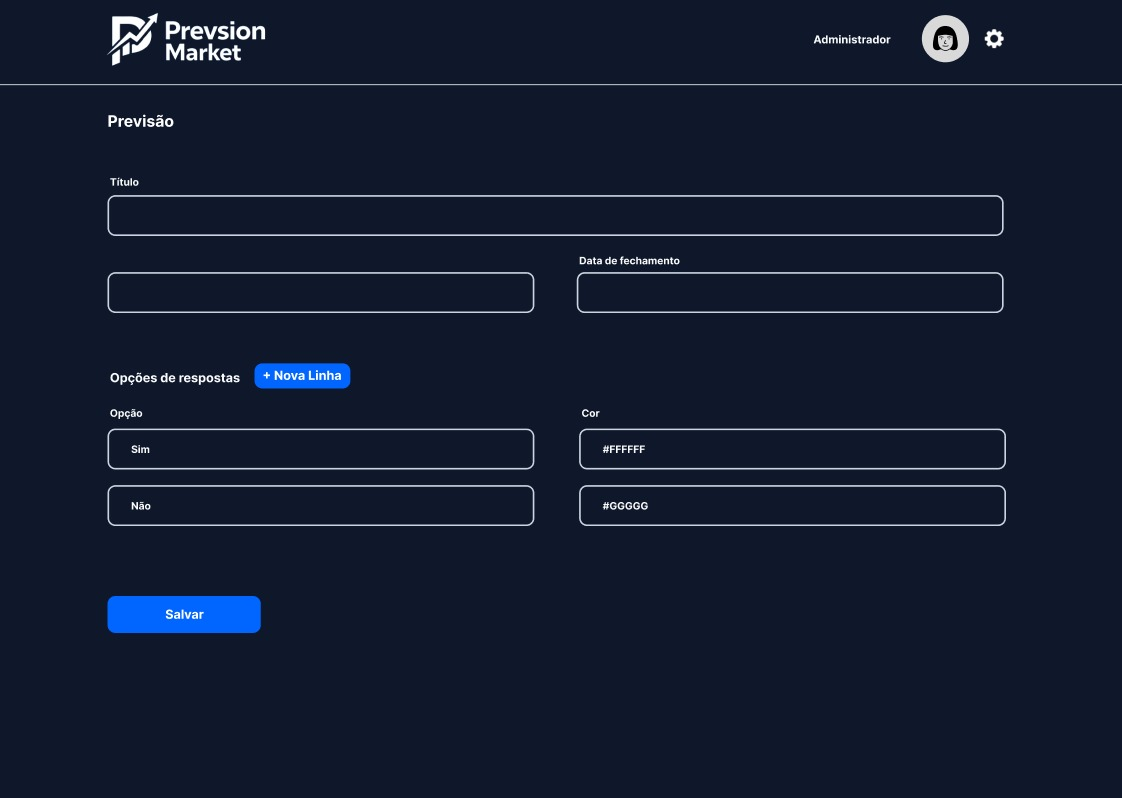 Prevsion
Market
Administrador
Previsão
Título
Data de fechamento
Opções de respostas
+ Nova Linha
Opção
Cor
Sim
#FFFFFF
Não
#GGGGG
Salvar